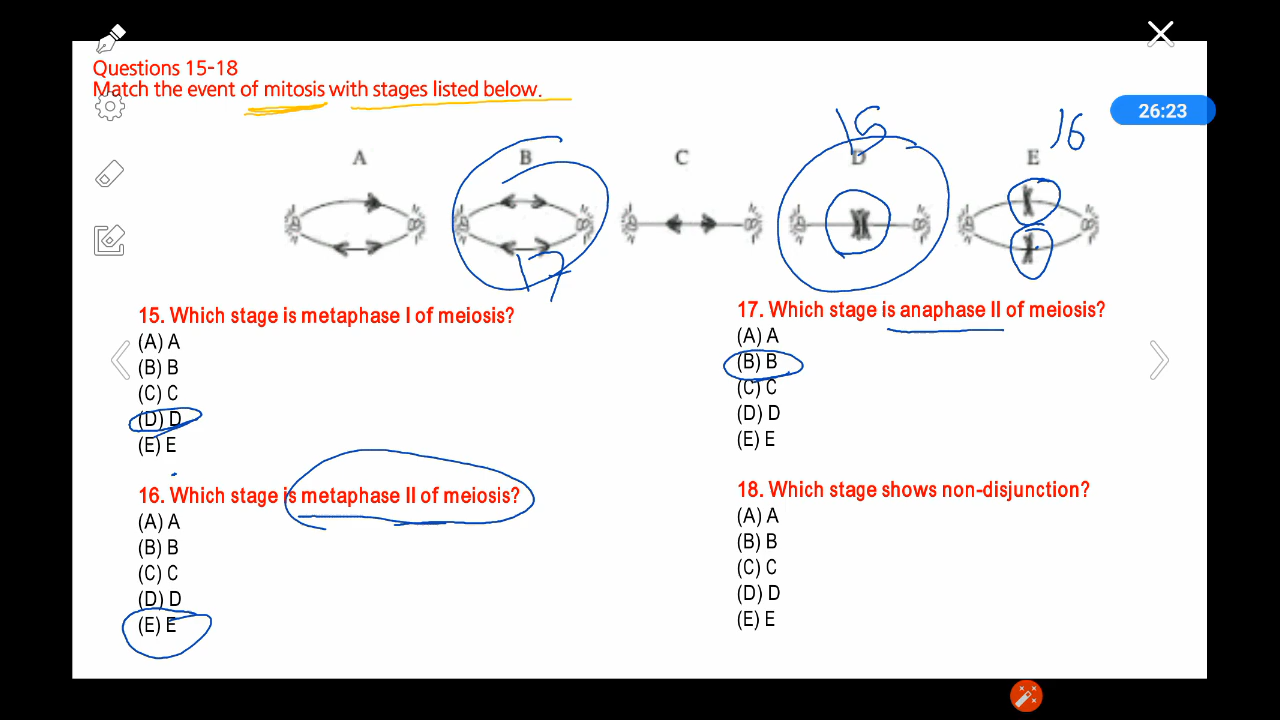 Questions 15-18
Match the event of mitosis with stages listed below.
26:23
15
16
A B C D E
17
15. Which stage is metaphase I of meiosis?
(A) A
(B) B
(C) C
(D) D
(E) E
16. Which stage is metaphase II of meiosis?
(A) A
(B) B
(C) C
(D) D
(E) E
17. Which stage is anaphase II of meiosis?
(A) A
(B) B
(C) C
(D) D
(E) E
18. Which stage shows non-disjunction?
(A) A
(B) B
(C) C
(D) D
(E) E